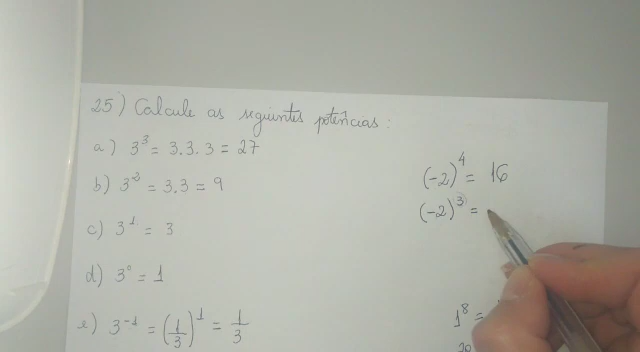 25) Calcule as seguintes potências:
a) 3³ = 3.3.3 = 27
b) 3² = 3.3 = 9
c) 3¹ = 3
d) 3⁰ = 1
e) 3⁻¹ = (1/3)¹ = 1/3
(-2)⁴ = 16
(-2)³ =
1⁸ =